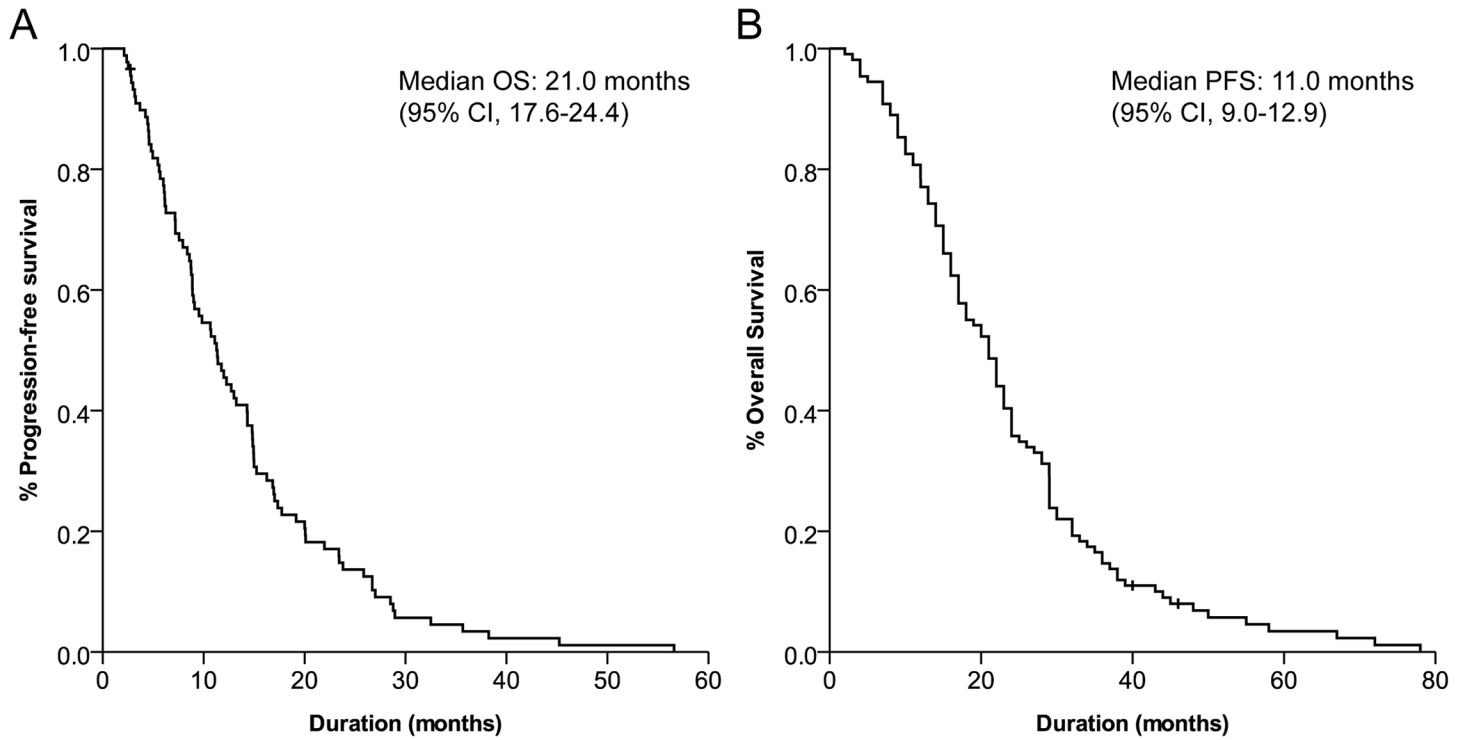 A
Median OS: 21.0 months
(95% CI, 17.6-24.4)
% Progression-free survival
1.0
0.8
0.6
0.4
0.2
0.0
0 10 20 30 40 50 60
Duration (months)
B
Median PFS: 11.0 months
(95% CI, 9.0-12.9)
% Overall Survival
1.0
0.8
0.6
0.4
0.2
0.0
0 20 40 60 80
Duration (months)